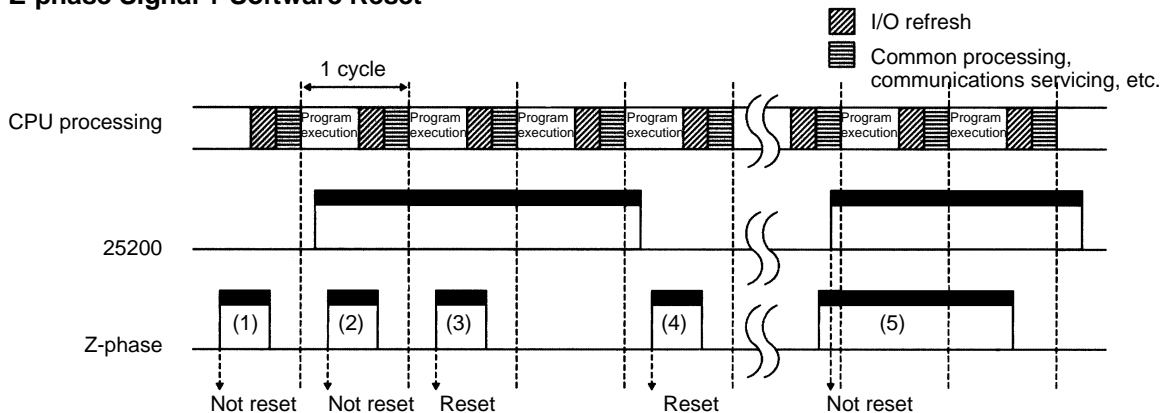 Z-phase Signal + Software Reset
I/O refresh
Common processing,
communications servicing, etc.
1 cycle
CPU processing
Program
execution
Program
execution
Program
execution
Program
execution
Program
execution
Program
execution
25200
(1)
(2)
(3)
(4)
(5)
Z-phase
Not reset
Not reset
Reset
Reset
Not reset